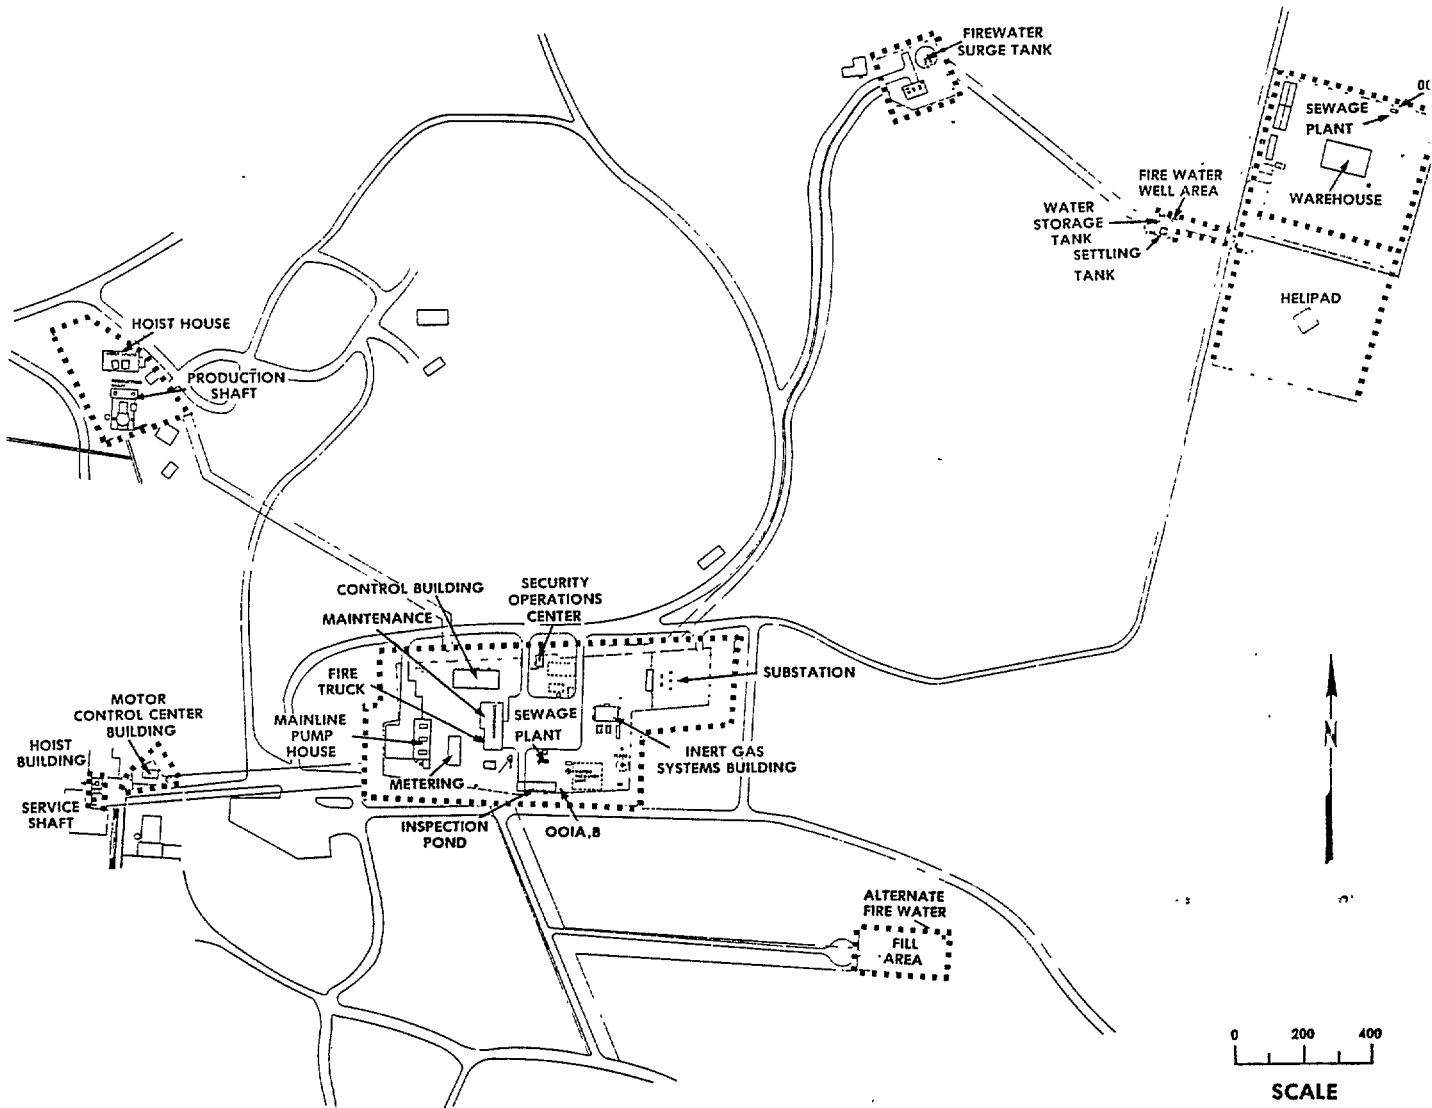 FIREWATER
SURGE TANK
SEWAGE
PLANT
WAREHOUSE
FIRE WATER
WELL AREA
WATER
STORAGE
TANK
SETTLING
TANK
HELIPAD
HOIST HOUSE
PRODUCTION
SHAFT
CONTROL BUILDING
SECURITY
OPERATIONS
CENTER
MAINTENANCE
FIRE
TRUCK
SUBSTATION
MOTOR
CONTROL CENTER
BUILDING
MAINLINE
PUMP
HOUSE
SEWAGE
PLANT
HOIST
BUILDING
INERT GAS
SYSTEMS BUILDING
METERING
SERVICE
SHAFT
INSPECTION
POND
OOIA,B
ALTERNATE
FIRE WATER
FILL
AREA
N
0 200 400
SCALE